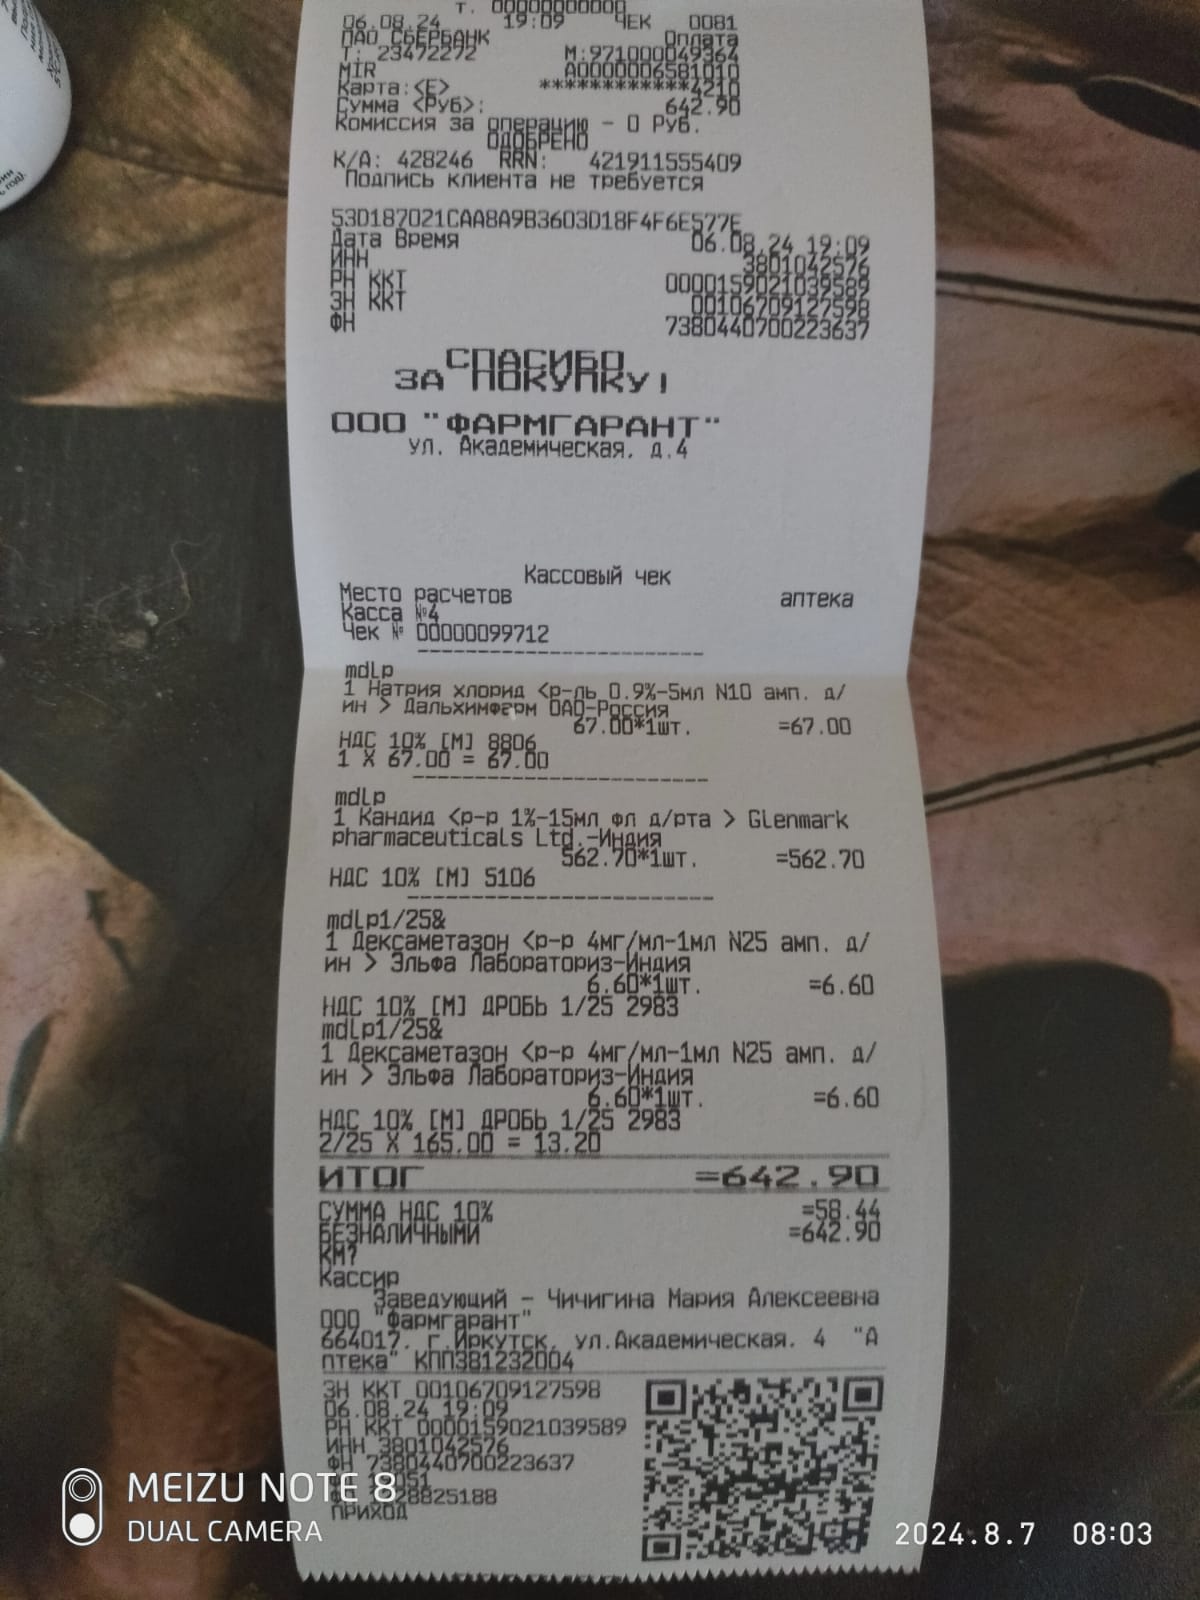 т. 00000000000
06.08.24 19:09 ЧЕК 0081
ПАО СБЕРБАНК Оплата
Т: 23472272 М:971000049364
MIR A0000006581010
Карта:<E> ************4210
Сумма <Руб>: 642.90
Комиссия за операцию - 0 Руб.
ОДОБРЕНО
К/А: 428246 RRN: 421911555409
Подпись клиента не требуется
53D187021CAA8A9B3603D18F4F6E577E
Дата Время 06.08.24 19:09
ИНН 3801042576
РН ККТ 0000159021039589
ЗН ККТ 00106709127598
ФН 7380440700223637
СПАСИБО
ЗА ПОКУПКУ!
ООО "ФАРМГАРАНТ"
ул. Академическая, д.4
Кассовый чек
Место расчетов аптека
Касса №4
Чек № 00000099712
mdlp
1 Натрия хлорид <р-ль 0.9%-5мл N10 амп. д/
ин > Дальхимфарм ОАО-Россия
67.00*1шт. =67.00
НДС 10% [М] 8806
1 X 67.00 = 67.00
mdlp
1 Кандид <р-р 1%-15мл фл д/рта > Glenmark
pharmaceuticals Ltd.-Индия
562.70*1шт. =562.70
НДС 10% [М] 5106
mdlp1/25&
1 Дексаметазон <р-р 4мг/мл-1мл N25 амп. д/
ин > Эльфа Лабораториз-Индия
6.60*1шт. =6.60
НДС 10% [М] ДРОБЬ 1/25 2983
mdlp1/25&
1 Дексаметазон <р-р 4мг/мл-1мл N25 амп. д/
ин > Эльфа Лабораториз-Индия
6.60*1шт. =6.60
НДС 10% [М] ДРОБЬ 1/25 2983
2/25 X 165.00 = 13.20
ИТОГ =642.90
СУММА НДС 10% =58.44
БЕЗНАЛИЧНЫМИ =642.90
КМ?
Кассир
Заведующий - Чичигина Мария Алексеевна
ООО "Фармгарант"
664017, г.Иркутск, ул.Академическая, 4 "А
птека" КПП381232004
ЗН ККТ 00106709127598
06.08.24 19:09
РН ККТ 0000159021039589
ИНН 3801042576
ФН 7380440700223637
ПРИХОД
MEIZU NOTE 8
DUAL CAMERA
2024.8.7 08:03